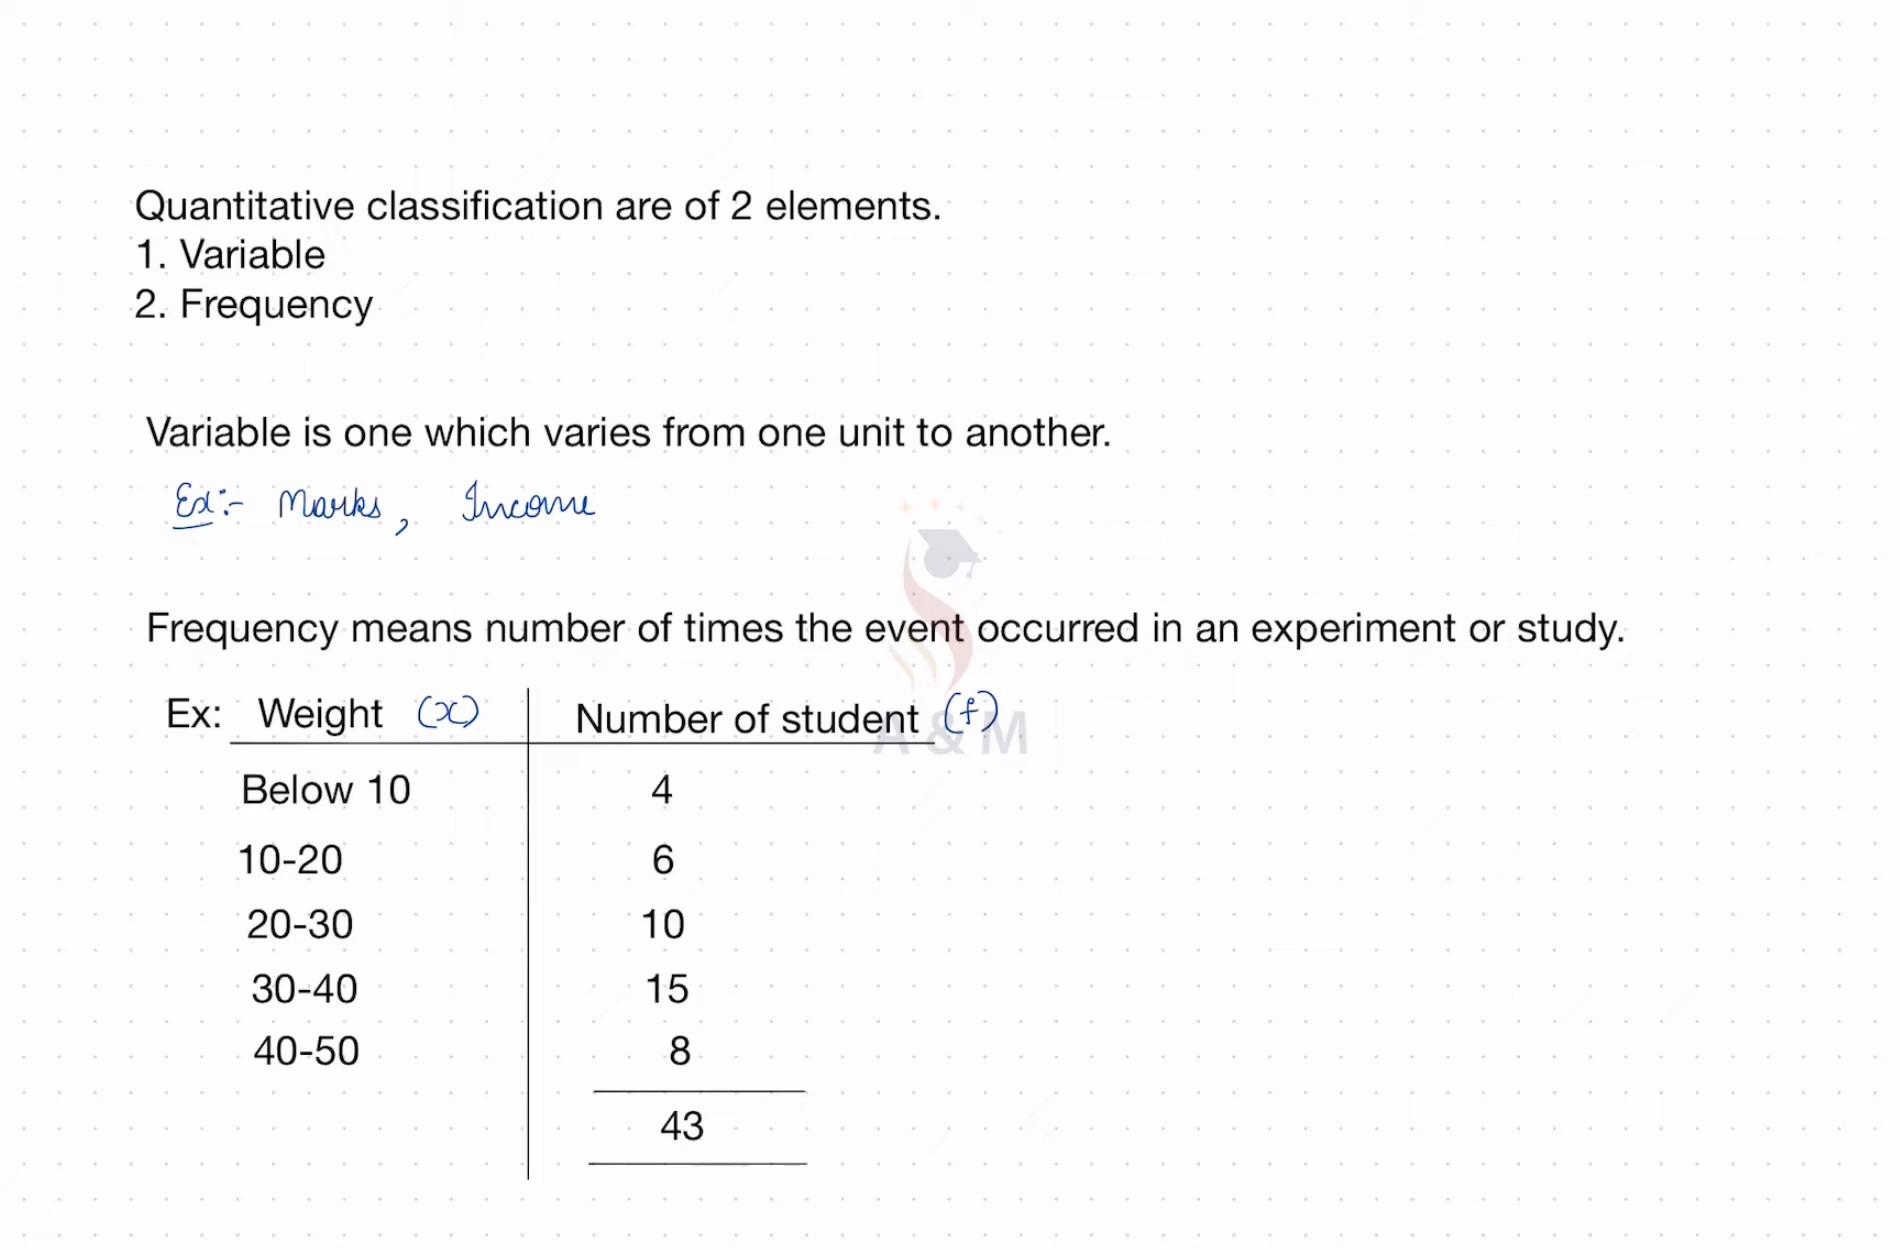 Quantitative classification are of 2 elements.
1. Variable
2. Frequency
Variable is one which varies from one unit to another.
Ex:- Marks, Income
Frequency means number of times the event occurred in an experiment or study.
Ex: Weight (x) Number of student (f)
A & M
Below 10 4
10-20 6
20-30 10
30-40 15
40-50 8
43